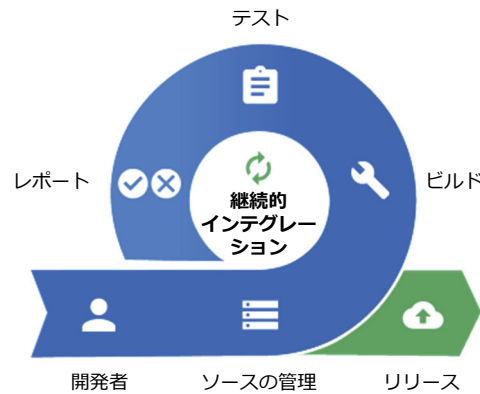 テスト
レポート
ビルド
継続的
インテグレー
ション
開発者
ソースの管理
リリース